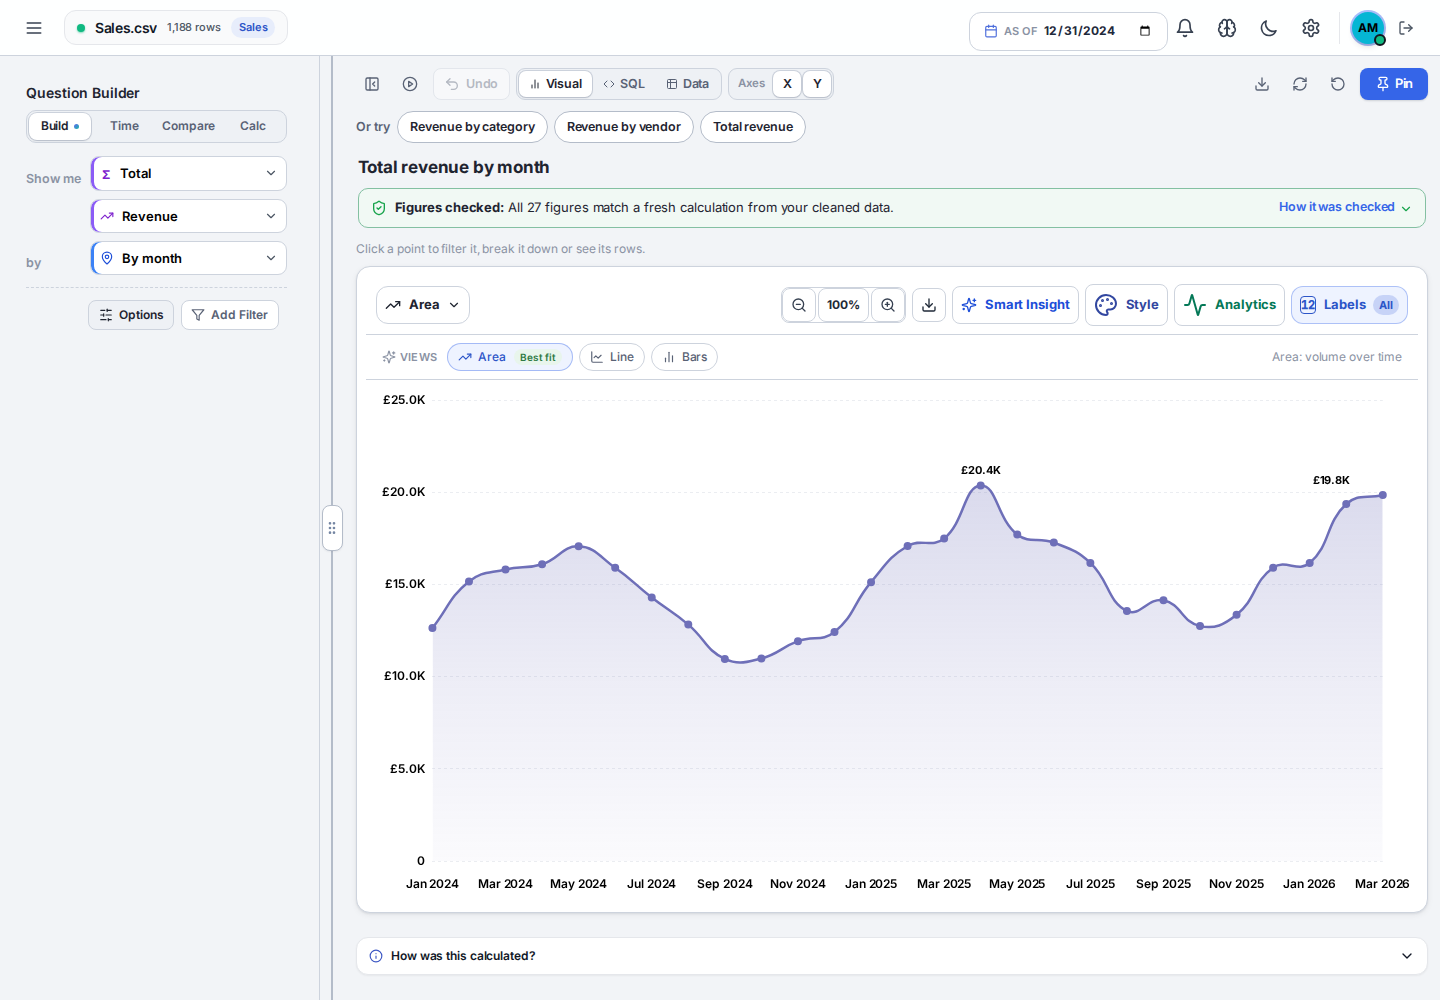 Sales.csv 1,188 rows Sales
AS OF 12/31/2024
AM
Question Builder
Build Time Compare Calc
Show me Σ Total
Revenue
by By month
Options Add Filter
Undo Visual SQL Data Axes X Y Pin
Or try Revenue by category Revenue by vendor Total revenue
Total revenue by month
Figures checked: All 27 figures match a fresh calculation from your cleaned data. How it was checked
Click a point to filter it, break it down or see its rows.
Area 100% Smart Insight Style Analytics 12 Labels All
VIEWS Area Best fit Line Bars Area: volume over time
£25.0K
£20.4K
£19.8K
£20.0K
£15.0K
£10.0K
£5.0K
0
Jan 2024 Mar 2024 May 2024 Jul 2024 Sep 2024 Nov 2024 Jan 2025 Mar 2025 May 2025 Jul 2025 Sep 2025 Nov 2025 Jan 2026 Mar 2026
How was this calculated?